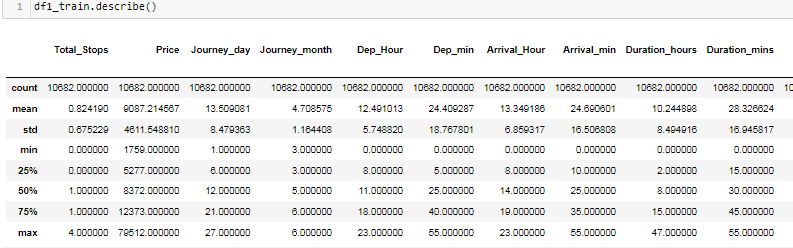 1 df1_train.describe()
Total_Stops Price Journey_day Journey_month Dep_Hour Dep_min Arrival_Hour Arrival_min Duration_hours Duration_mins
count 10682.000000 10682.000000 10682.000000 10682.000000 10682.000000 10682.000000 10682.000000 10682.000000 10682.000000 10682.000000 10
mean 0.824190 9087.214567 13.509081 4.708575 12.491013 24.409287 13.349186 24.690601 10.244898 28.326624
std 0.675229 4611.548810 8.479363 1.164408 5.748820 18.767801 6.859317 16.506808 8.494916 16.945817
min 0.000000 1759.000000 1.000000 3.000000 0.000000 0.000000 0.000000 0.000000 0.000000 0.000000
25% 0.000000 5277.000000 6.000000 3.000000 8.000000 5.000000 8.000000 10.000000 2.000000 15.000000
50% 1.000000 8372.000000 12.000000 5.000000 11.000000 25.000000 14.000000 25.000000 8.000000 30.000000
75% 1.000000 12373.000000 21.000000 6.000000 18.000000 40.000000 19.000000 35.000000 15.000000 45.000000
max 4.000000 79512.000000 27.000000 6.000000 23.000000 55.000000 23.000000 55.000000 47.000000 55.000000